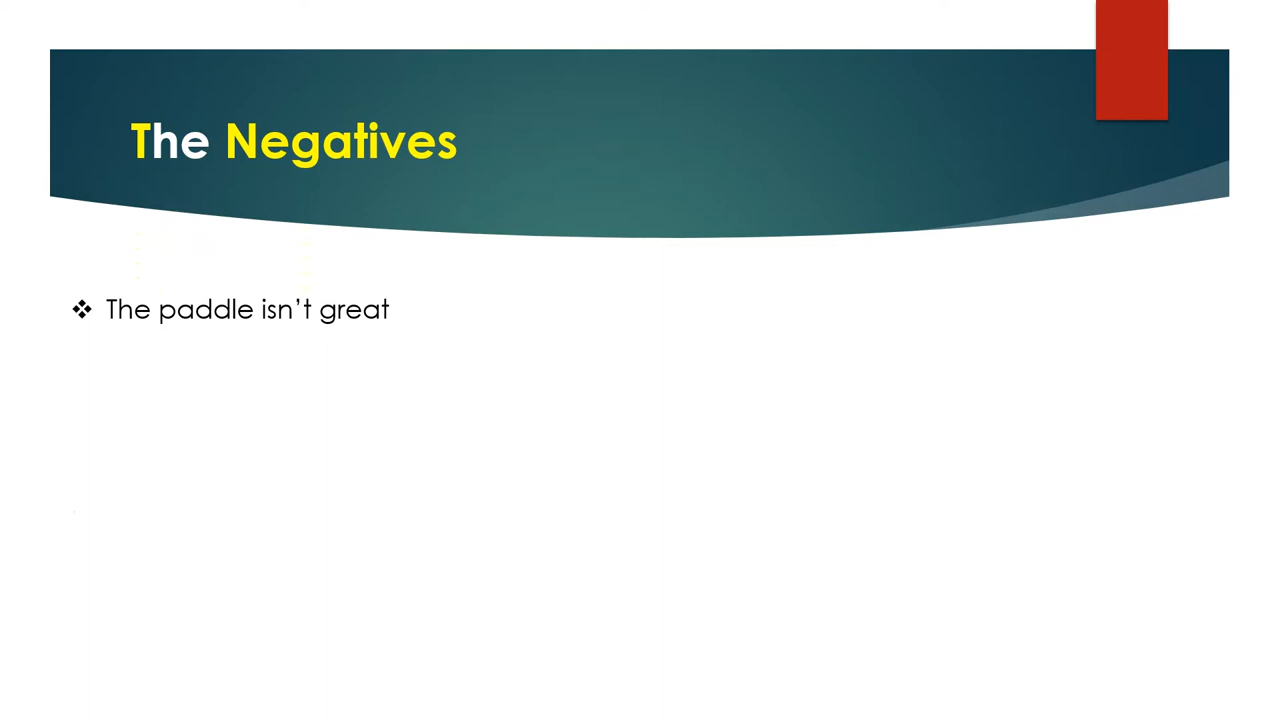 The Negatives
❖ The paddle isn’t great